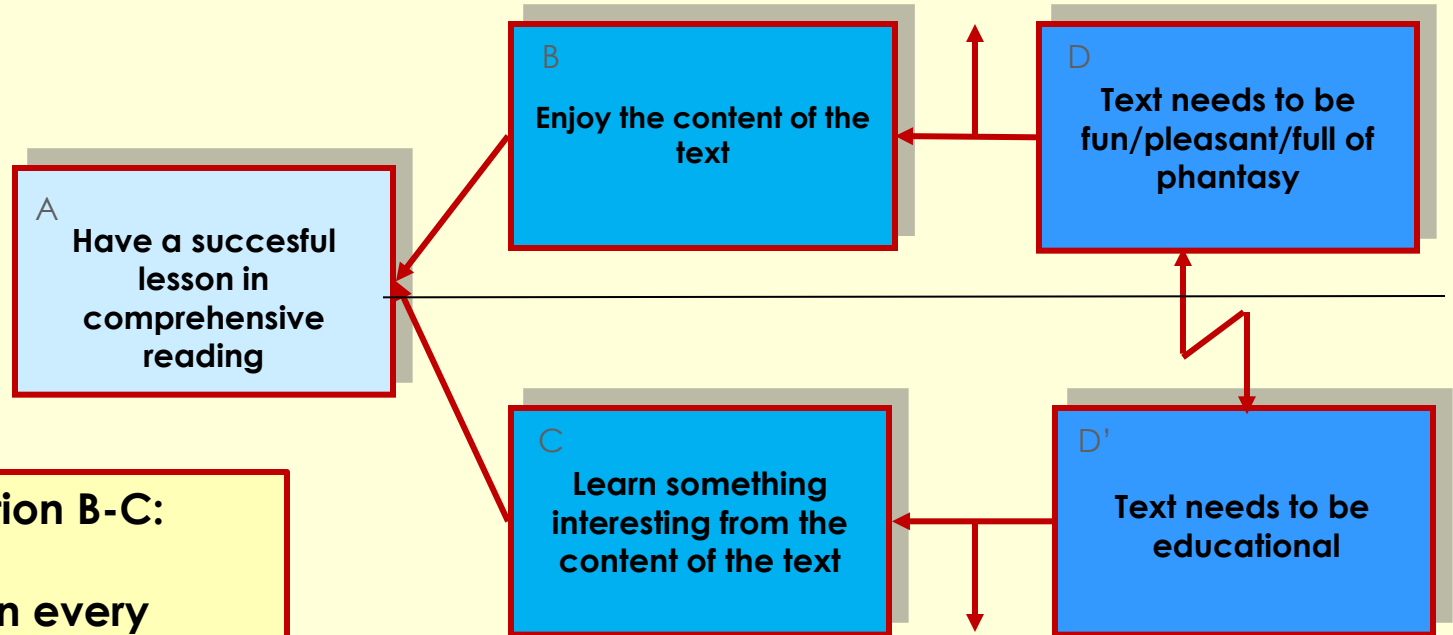 A
Have a succesful
lesson in
comprehensive
reading
B
Enjoy the content of the
text
D
Text needs to be
fun/pleasant/full of
phantasy
C
Learn something
interesting from the
content of the text
D'
Text needs to be
educational
tion B-C:
n every